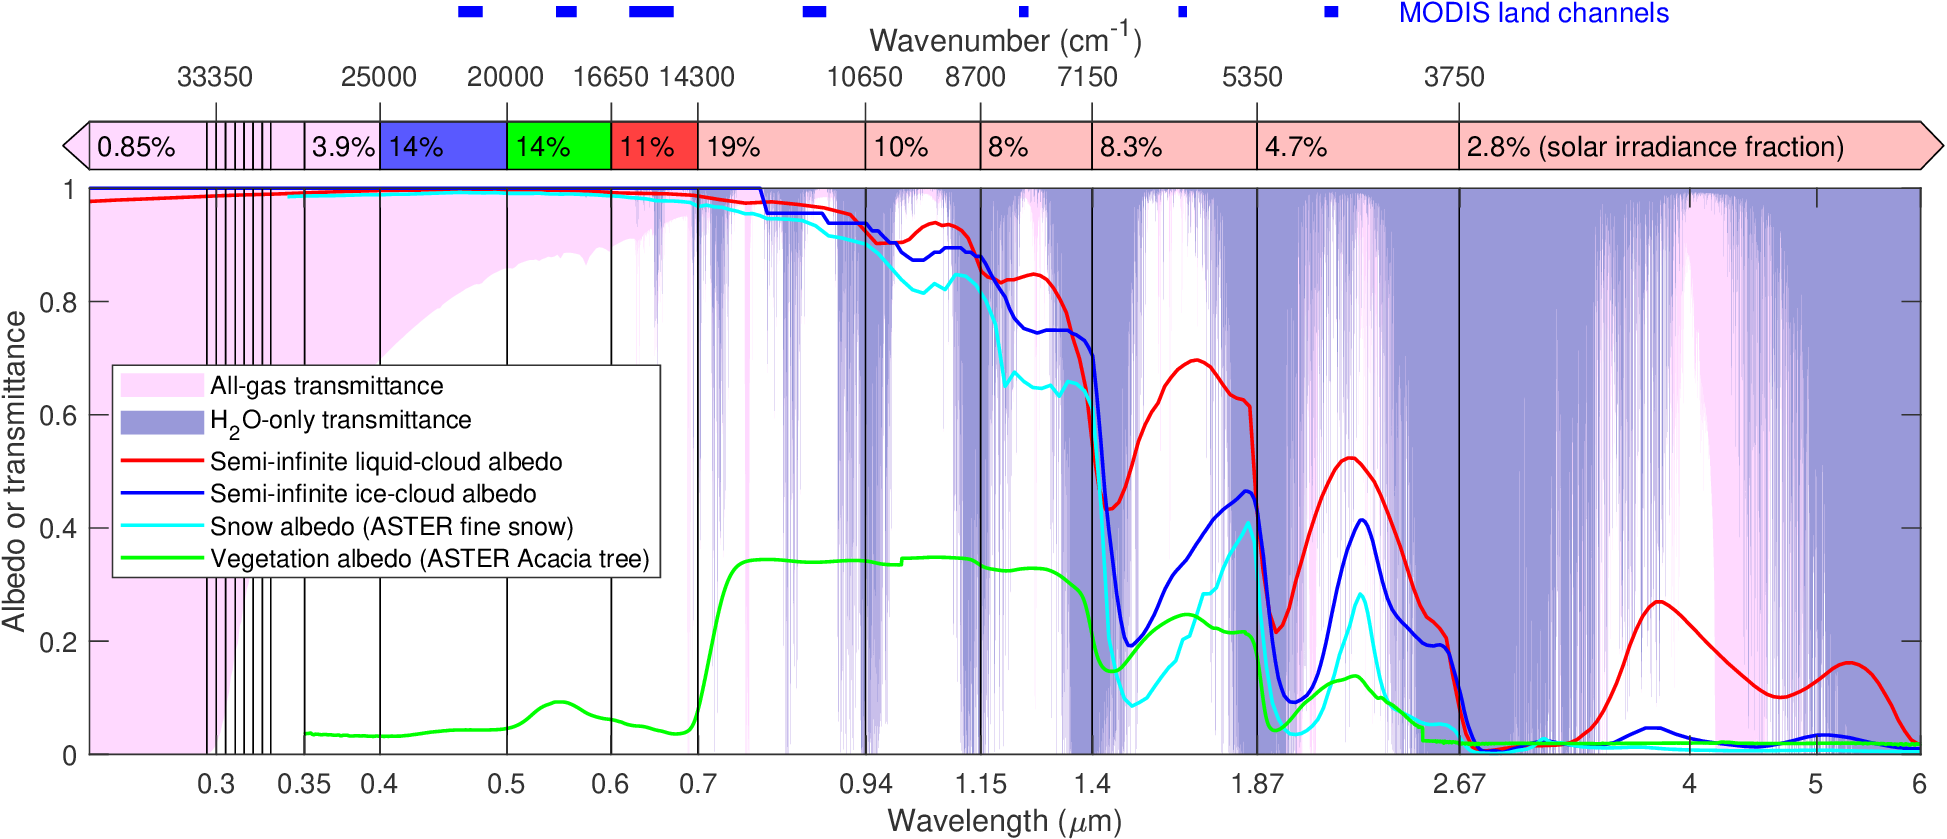 MODIS land channels
Wavenumber (cm-1)
33350 25000 20000 16650 14300 10650 8700 7150 5350 3750
0.85% 3.9% 14% 14% 11% 19% 10% 8% 8.3% 4.7% 2.8% (solar irradiance fraction)
1
0.8
0.6
0.4
0.2
0
Albedo or transmittance
All-gas transmittance
H2O-only transmittance
Semi-infinite liquid-cloud albedo
Semi-infinite ice-cloud albedo
Snow albedo (ASTER fine snow)
Vegetation albedo (ASTER Acacia tree)
0.3 0.35 0.4 0.5 0.6 0.7 0.94 1.15 1.4 1.87 2.67 4 5 6
Wavelength (μm)